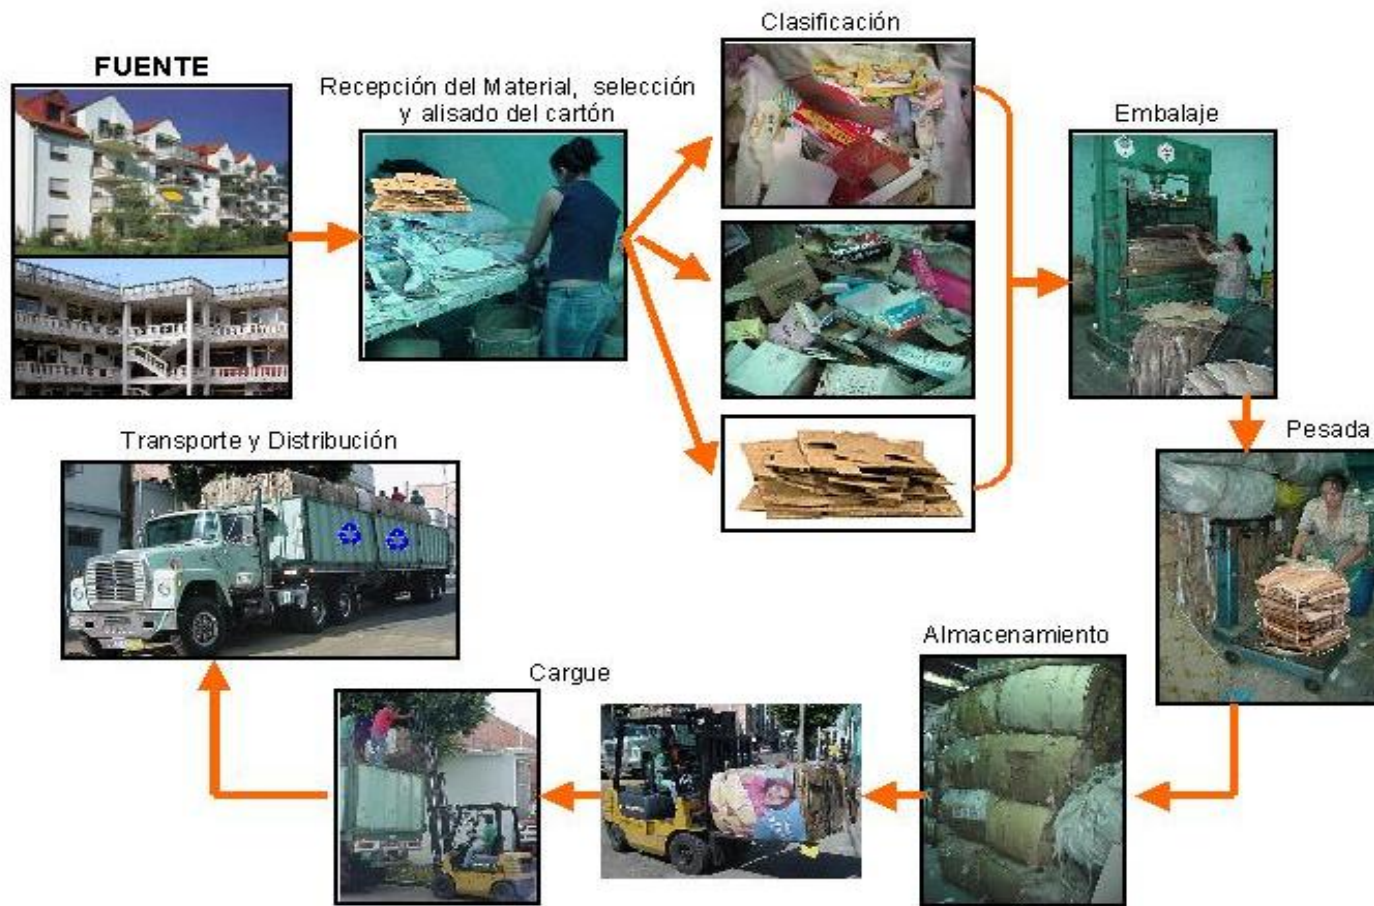 FUENTE
Recepción del Material, selección
y alisado del cartón
Clasificación
Embalaje
Pesada
Almacenamiento
Cargue
Transporte y Distribución